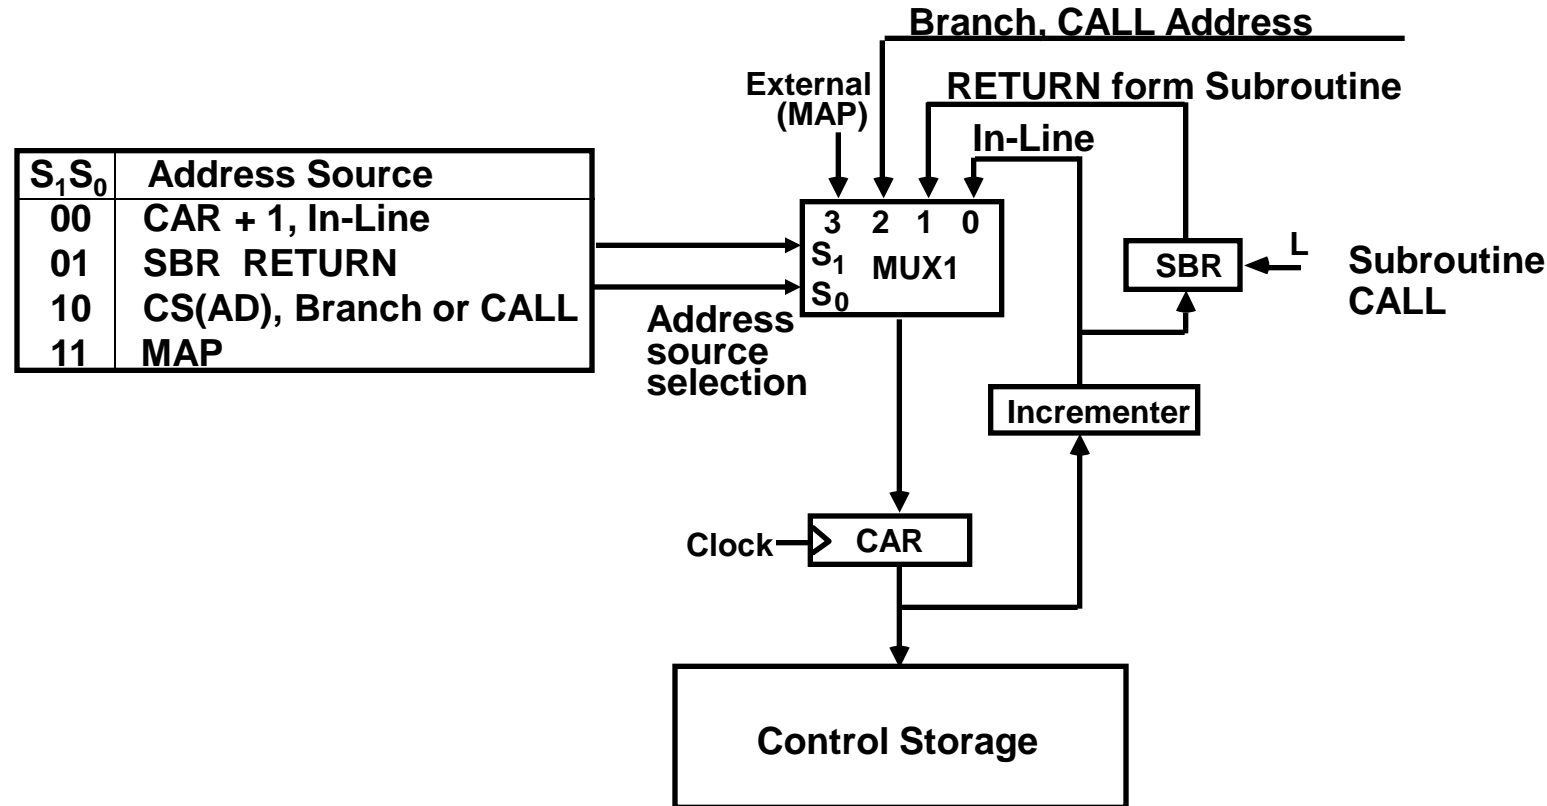 Branch, CALL Address
External
(MAP)
RETURN form Subroutine
In-Line
S₁S₀ Address Source
00 CAR + 1, In-Line
01 SBR RETURN
10 CS(AD), Branch or CALL
11 MAP
3 2 1 0
S₁
MUX1
S₀
Address
source
selection
SBR
L
Subroutine
CALL
Incrementer
Clock
CAR
Control Storage